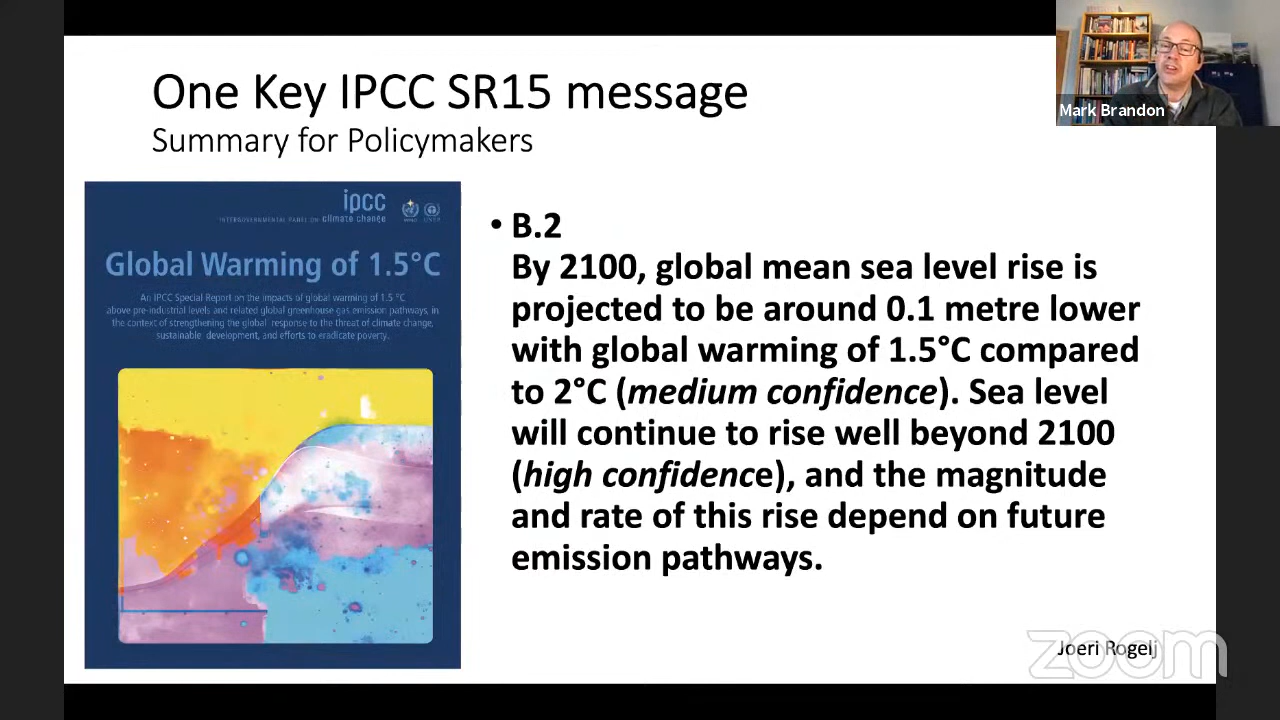 One Key IPCC SR15 message
Summary for Policymakers
Mark Brandon
ipcc
INTERGOVERNMENTAL PANEL ON climate change
Global Warming of 1.5°C
An IPCC Special Report on the impacts of global warming of 1.5 °C
above pre-industrial levels and related global greenhouse gas emission pathways, in
the context of strengthening the global response to the threat of climate change,
sustainable development, and efforts to eradicate poverty.
• B.2
By 2100, global mean sea level rise is
projected to be around 0.1 metre lower
with global warming of 1.5°C compared
to 2°C (medium confidence). Sea level
will continue to rise well beyond 2100
(high confidence), and the magnitude
and rate of this rise depend on future
emission pathways.
Joeri Rogelj
zoom